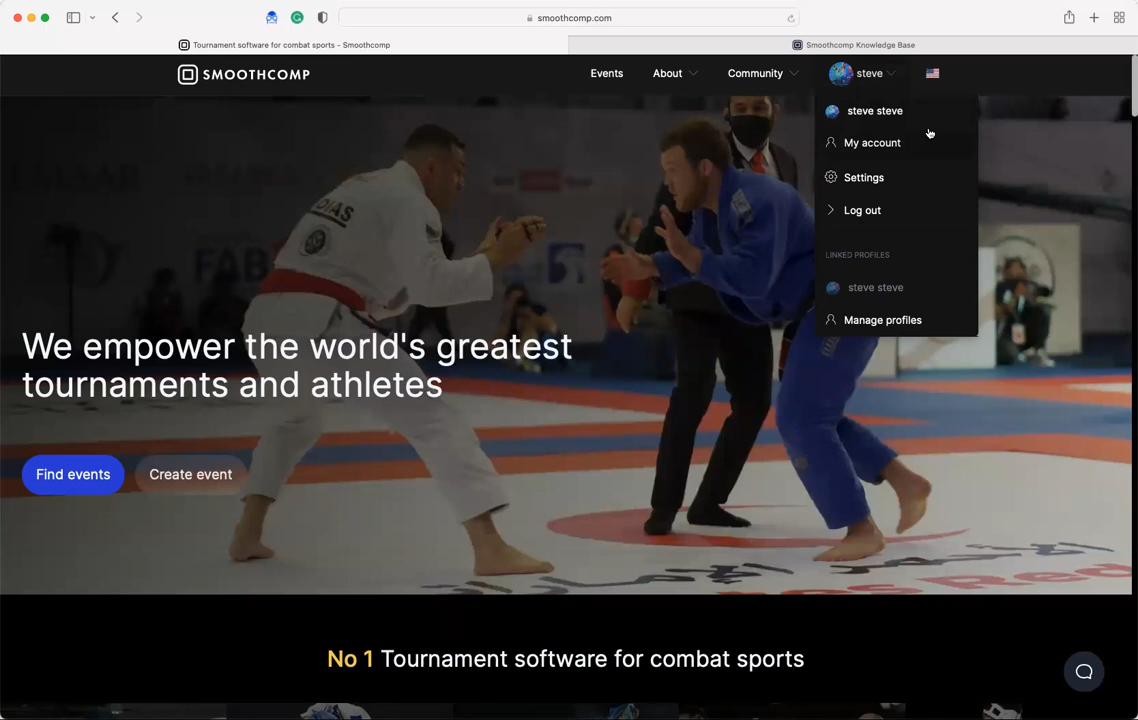 smoothcomp.com
Tournament software for combat sports - Smoothcomp
Smoothcomp Knowledge Base
SMOOTHCOMP
Events
About
Community
steve
steve steve
My account
Settings
Log out
LINKED PROFILES
steve steve
Manage profiles
DIAS
FAB
We empower the world's greatest
tournaments and athletes
Find events
Create event
No 1 Tournament software for combat sports